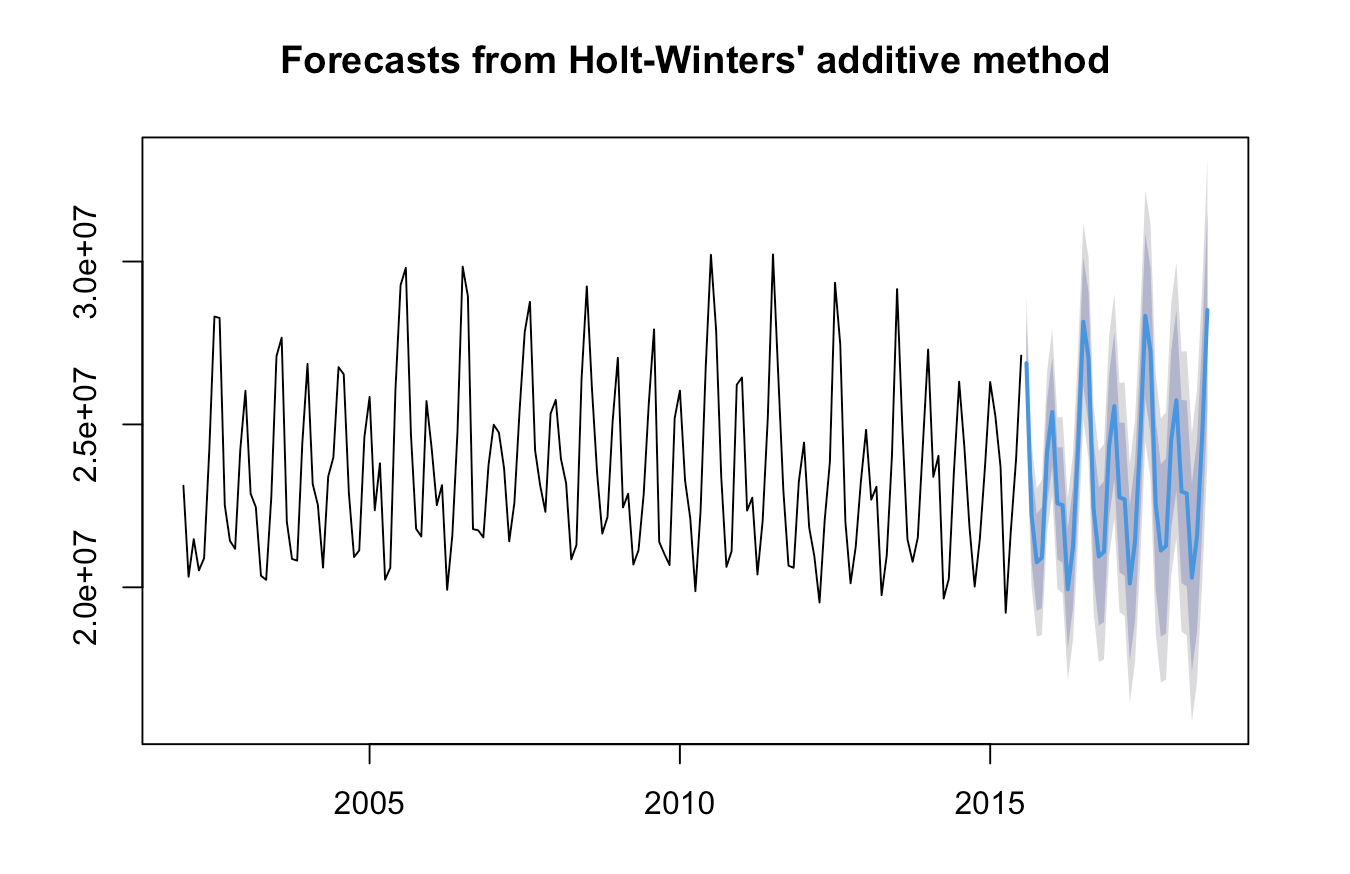 Forecasts from Holt-Winters' additive method
3.0e+07
2.5e+07
2.0e+07
2005 2010 2015